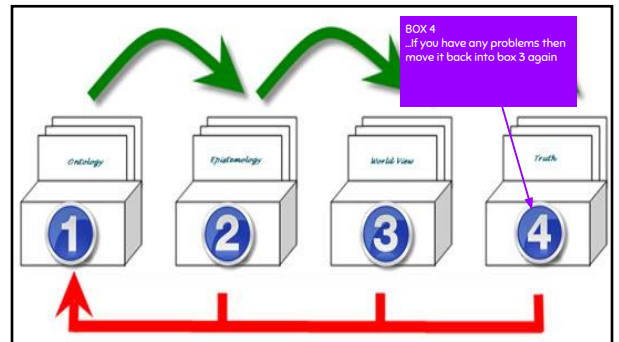 BOX 4
...If you have any problems then
move it back into box 3 again
Ontology
Epistemology
World View
Truth
1
2
3
4